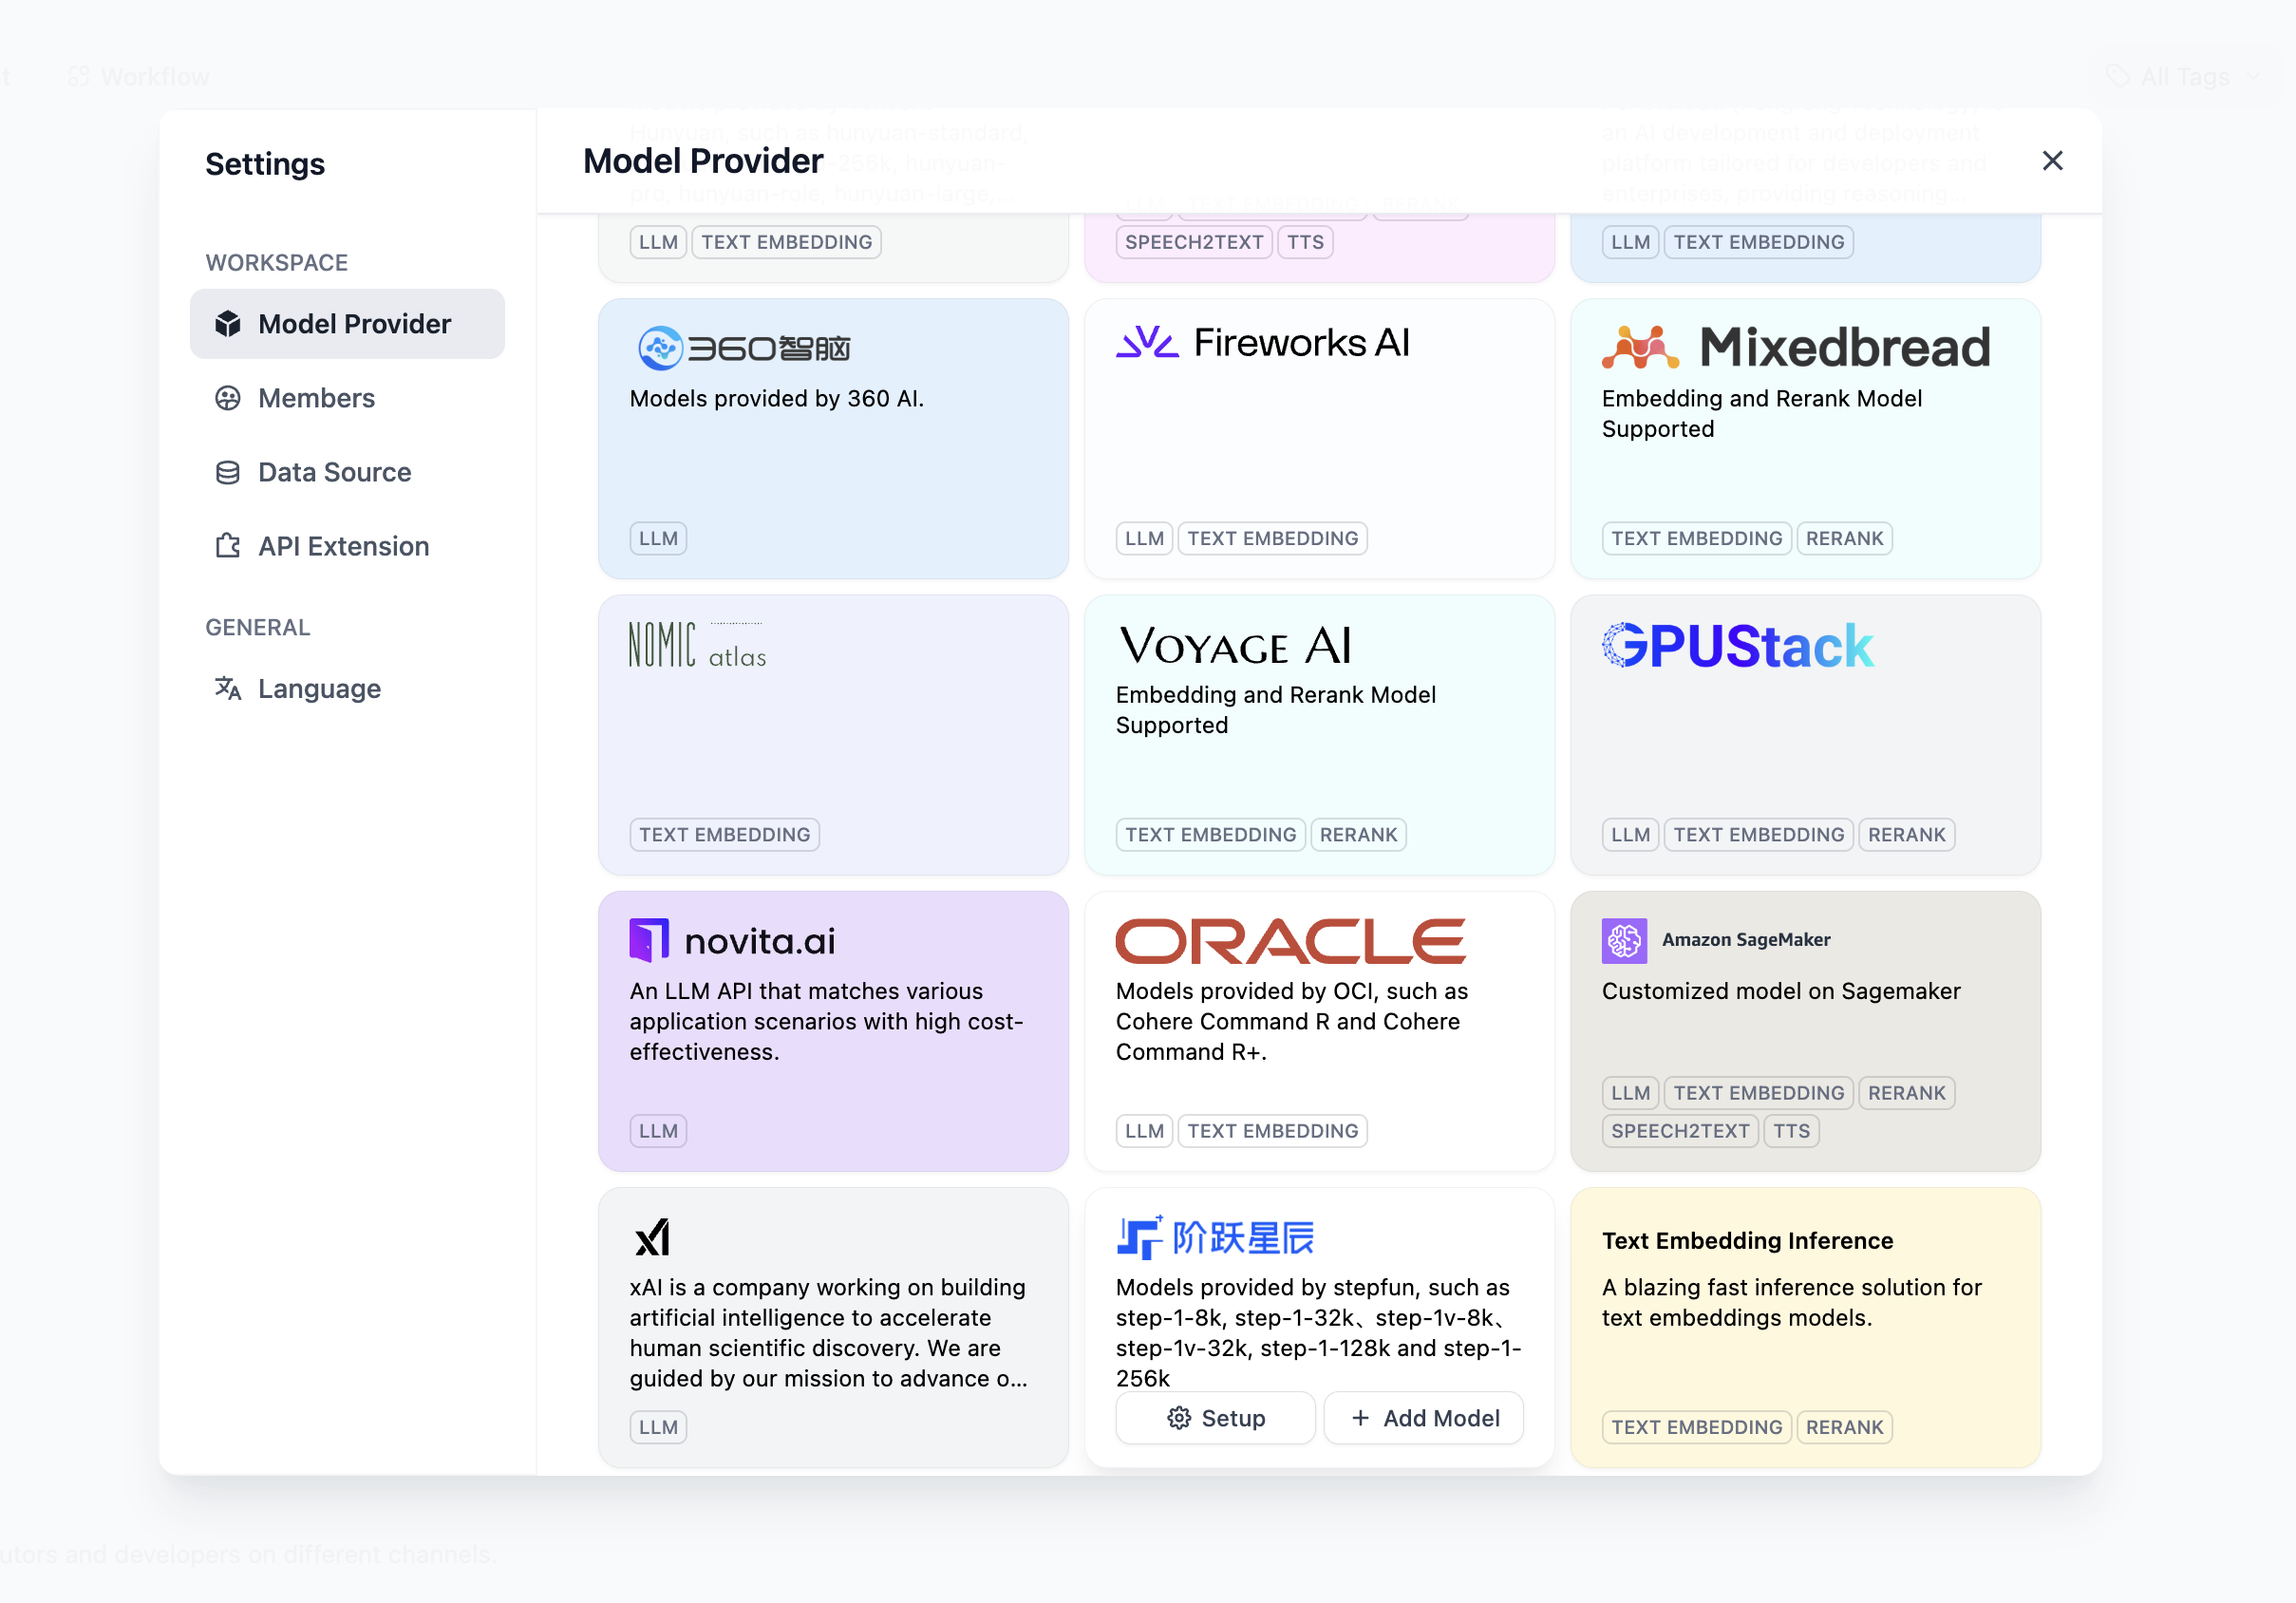 Workflow
All Tags
Settings
WORKSPACE
Model Provider
Members
Data Source
API Extension
GENERAL
Language
Model Provider
Hunyuan, such as hunyuan-standard,
-256k, hunyuan-
pro, hunyuan-role, hunyuan-large,...
LLM TEXT EMBEDDING
LLM TEXT EMBEDDING RERANK
SPEECH2TEXT TTS
an AI development and deployment
platform tailored for developers and
enterprises, providing reasoning...
LLM TEXT EMBEDDING
360智脑
Models provided by 360 AI.
LLM
Fireworks AI
LLM TEXT EMBEDDING
Mixedbread
Embedding and Rerank Model
Supported
TEXT EMBEDDING RERANK
NOMIC atlas
TEXT EMBEDDING
VOYAGE AI
Embedding and Rerank Model
Supported
TEXT EMBEDDING RERANK
GPUStack
LLM TEXT EMBEDDING RERANK
novita.ai
An LLM API that matches various
application scenarios with high cost-
effectiveness.
LLM
ORACLE
Models provided by OCI, such as
Cohere Command R and Cohere
Command R+.
LLM TEXT EMBEDDING
Amazon SageMaker
Customized model on Sagemaker
LLM TEXT EMBEDDING RERANK
SPEECH2TEXT TTS
xAI
xAI is a company working on building
artificial intelligence to accelerate
human scientific discovery. We are
guided by our mission to advance o...
LLM
阶跃星辰
Models provided by stepfun, such as
step-1-8k, step-1-32k、step-1v-8k、
step-1v-32k, step-1-128k and step-1-
256k
Setup
Add Model
Text Embedding Inference
A blazing fast inference solution for
text embeddings models.
TEXT EMBEDDING RERANK
utors and developers on different channels.